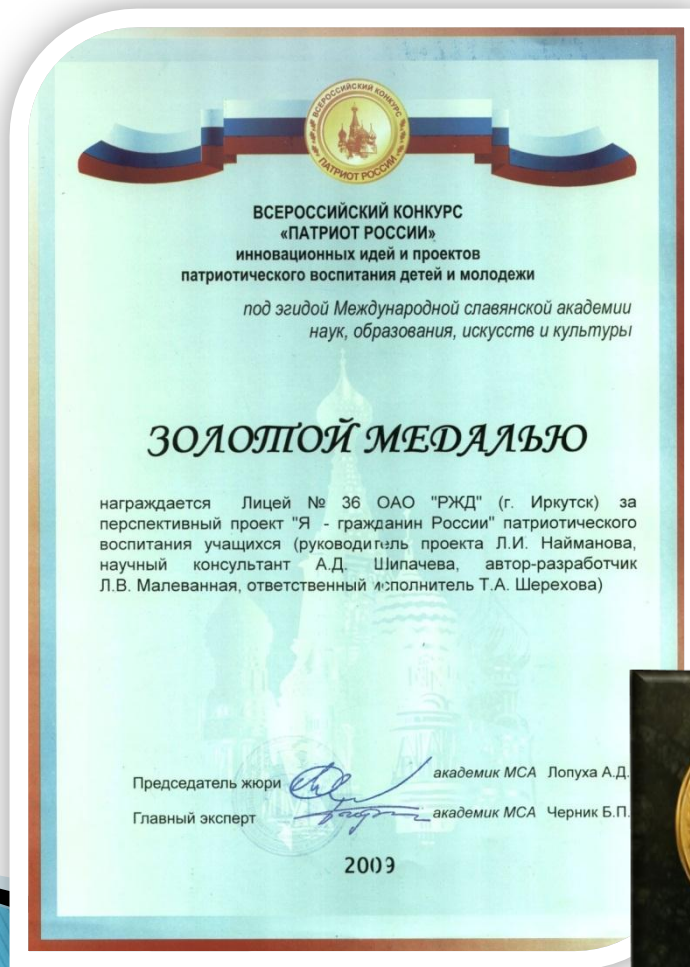 ВСЕРОССИЙСКИЙ КОНКУРС
ПАТРИОТ РОССИИ
ВСЕРОССИЙСКИЙ КОНКУРС
«ПАТРИОТ РОССИИ»
инновационных идей и проектов
патриотического воспитания детей и молодежи
под эгидой Международной славянской академии
наук, образования, искусств и культуры
ЗОЛОТОЙ МЕДАЛЬЮ
награждается Лицей № 36 ОАО "РЖД" (г. Иркутск) за
перспективный проект "Я - гражданин России" патриотического
воспитания учащихся (руководитель проекта Л.И. Найманова,
научный консультант А.Д. Шипачева, автор-разработчик
Л.В. Малеванная, ответственный исполнитель Т.А. Шерехова)
Председатель жюри академик МСА Лопуха А.Д.
Главный эксперт академик МСА Черник Б.П.
2009